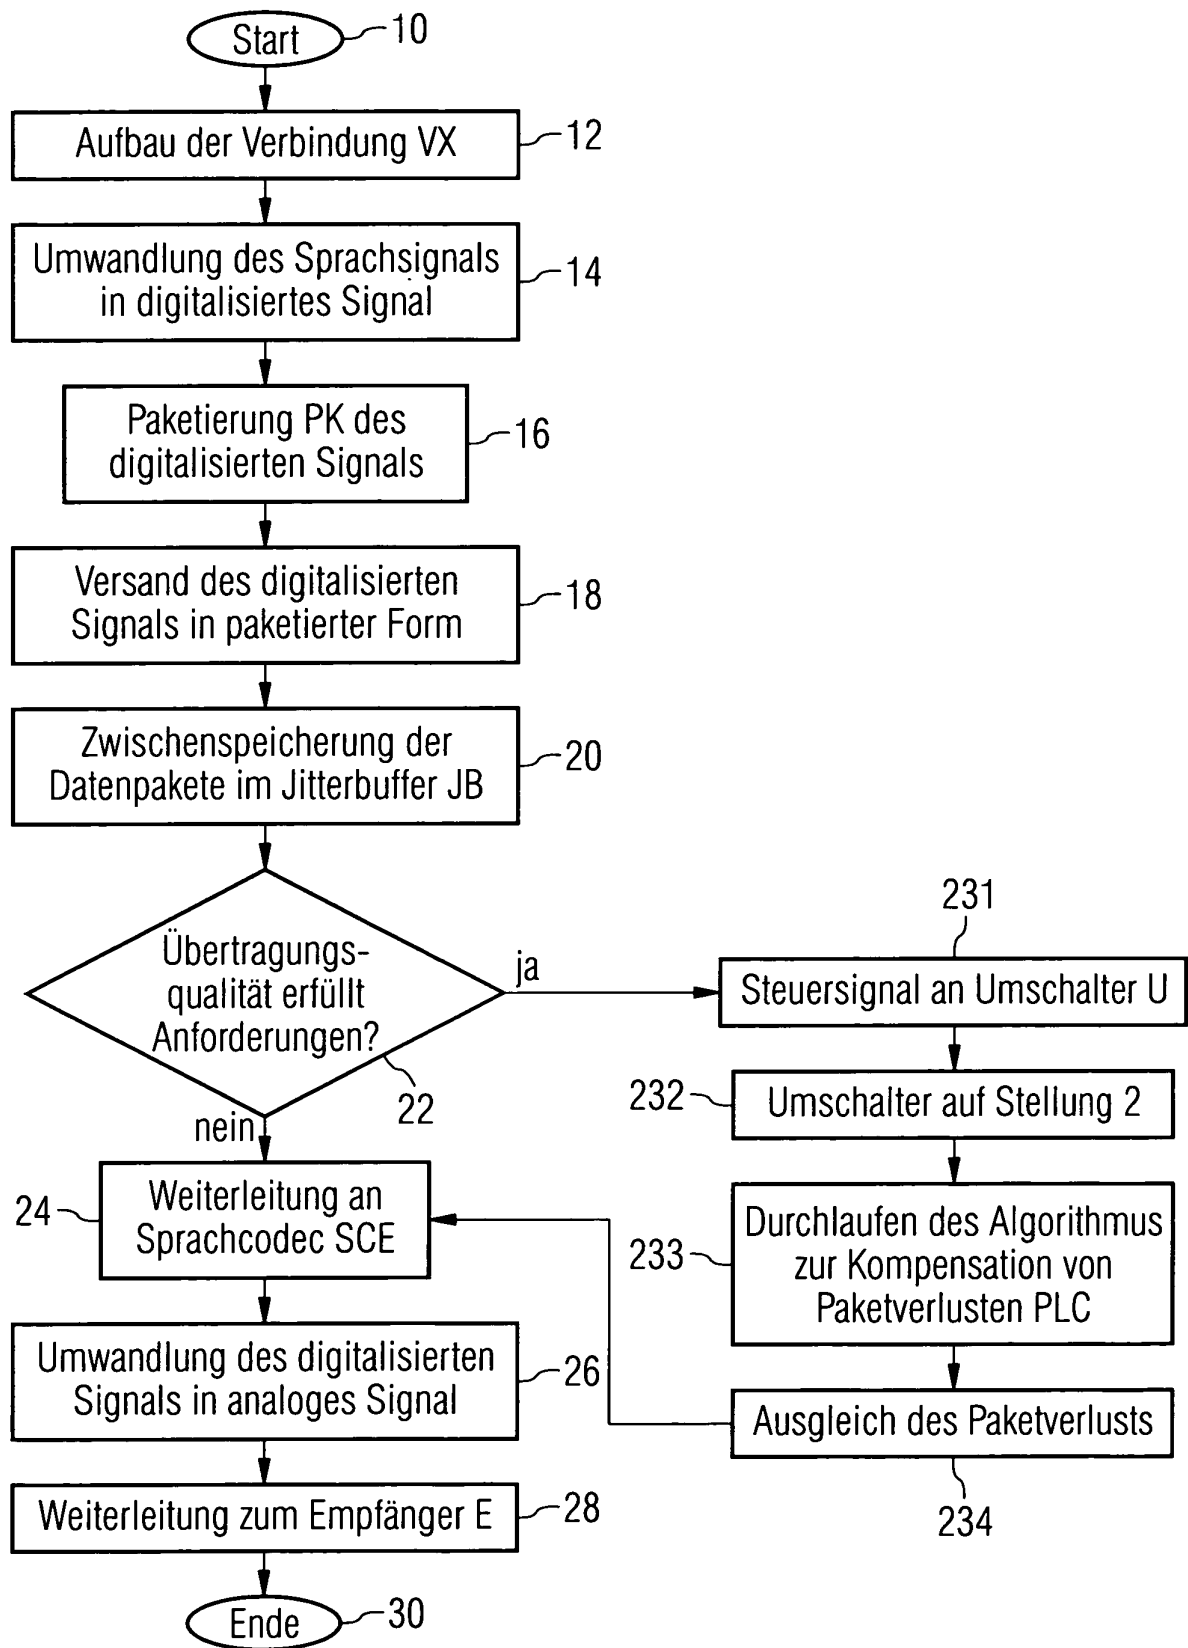 Start
10
Aufbau der Verbindung VX
12
Umwandlung des Sprachsignals
in digitalisiertes Signal
14
Paketierung PK des
digitalisierten Signals
16
Versand des digitalisierten
Signals in paketierter Form
18
Zwischenspeicherung der
Datenpakete im Jitterbuffer JB
20
Übertragungs-
qualität erfüllt
Anforderungen?
22
ja
nein
231
Steuersignal an Umschalter U
232
Umschalter auf Stellung 2
233
Durchlaufen des Algorithmus
zur Kompensation von
Paketverlusten PLC
Ausgleich des Paketverlusts
234
24
Weiterleitung an
Sprachcodec SCE
Umwandlung des digitalisierten
Signals in analoges Signal
26
Weiterleitung zum Empfänger E
28
Ende
30